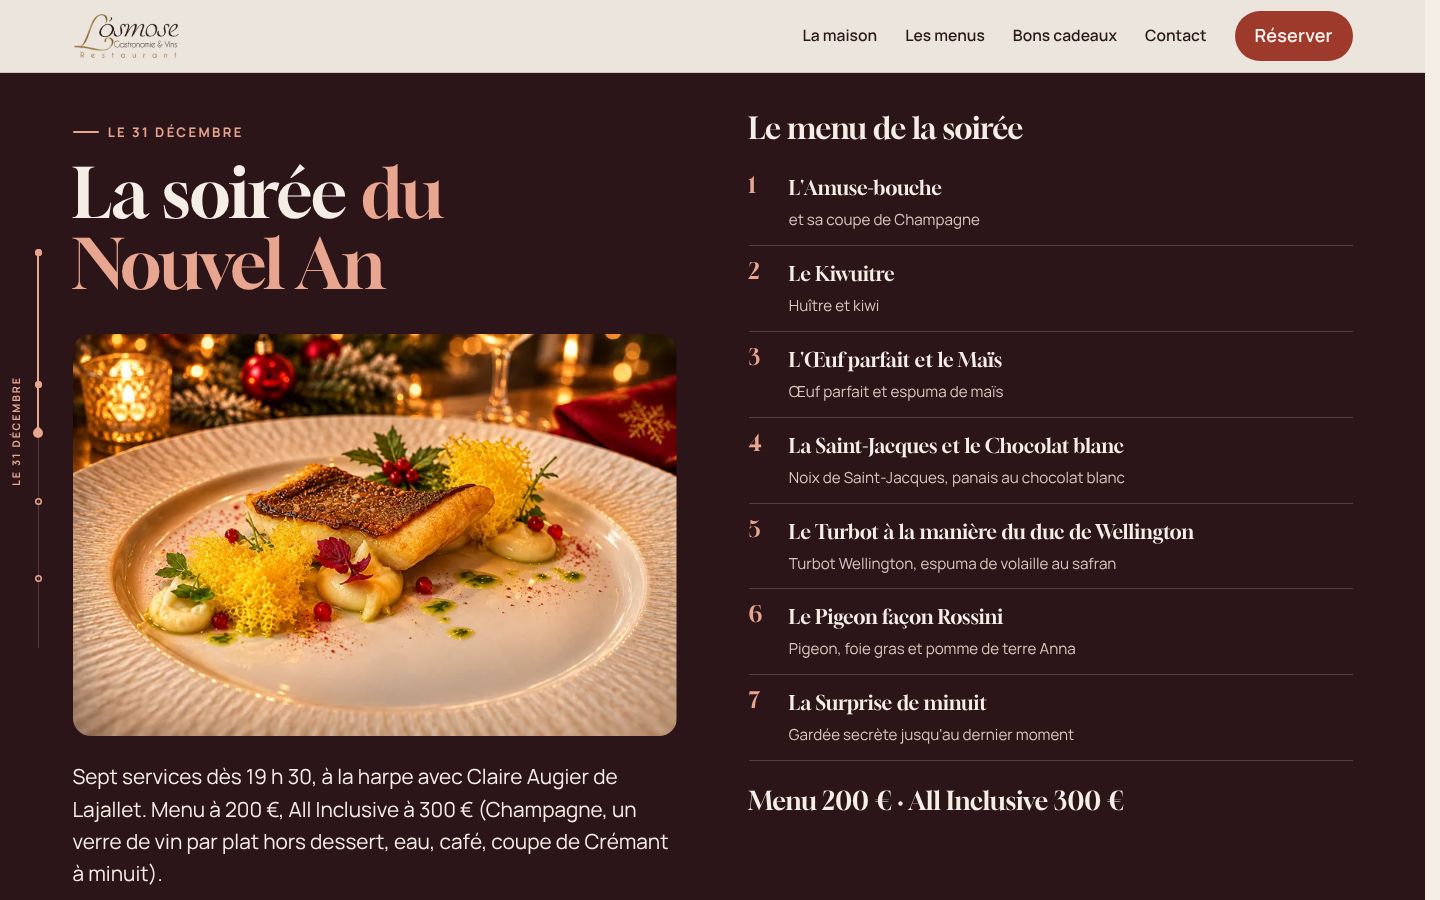 L'osmose
Gastronomie & Vins
Restaurant
La maison
Les menus
Bons cadeaux
Contact
Réserver
LE 31 DÉCEMBRE
LE 31 DÉCEMBRE
La soirée du
Nouvel An
Sept services dès 19 h 30, à la harpe avec Claire Augier de
Lajallet. Menu à 200 €, All Inclusive à 300 € (Champagne, un
verre de vin par plat hors dessert, eau, café, coupe de Crémant
à minuit).
Le menu de la soirée
1 L'Amuse-bouche
et sa coupe de Champagne
2 Le Kiwuitre
Huître et kiwi
3 L'Œuf parfait et le Maïs
Œuf parfait et espuma de maïs
4 La Saint-Jacques et le Chocolat blanc
Noix de Saint-Jacques, panais au chocolat blanc
5 Le Turbot à la manière du duc de Wellington
Turbot Wellington, espuma de volaille au safran
6 Le Pigeon façon Rossini
Pigeon, foie gras et pomme de terre Anna
7 La Surprise de minuit
Gardée secrète jusqu'au dernier moment
Menu 200 € · All Inclusive 300 €